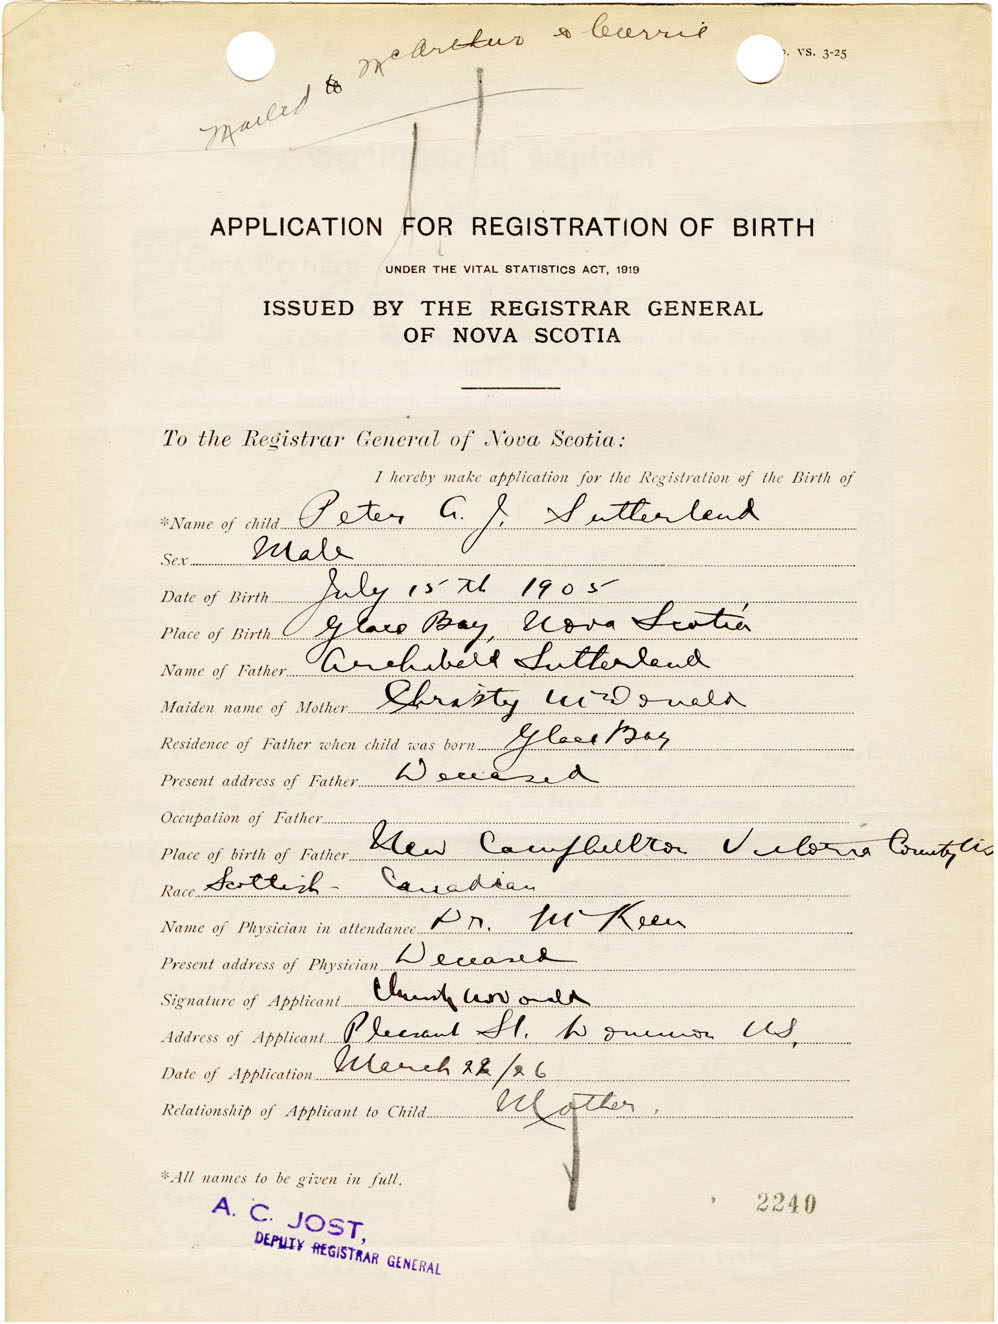 Mailed to McArthur & Currie
. VS. 3-25
APPLICATION FOR REGISTRATION OF BIRTH
UNDER THE VITAL STATISTICS ACT, 1919
ISSUED BY THE REGISTRAR GENERAL
OF NOVA SCOTIA
To the Registrar General of Nova Scotia:
I hereby make application for the Registration of the Birth of
*Name of child Peter A. J. Sutherland
Sex Male
Date of Birth July 15th 1905
Place of Birth Glace Bay, Nova Scotia
Name of Father Archibald Sutherland
Maiden name of Mother Christy McDonald
Residence of Father when child was born Glace Bay
Present address of Father Deceased
Occupation of Father
Place of birth of Father New Campbellton Victoria County NS
Race Scottish - Canadian
Name of Physician in attendance Dr. McKeen
Present address of Physician Deceased
Signature of Applicant Christy McDonald
Address of Applicant Pleasant St. Dominion NS,
Date of Application March 22/26
Relationship of Applicant to Child Mother.
*All names to be given in full.
2240
A. C. JOST,
DEPUTY REGISTRAR GENERAL